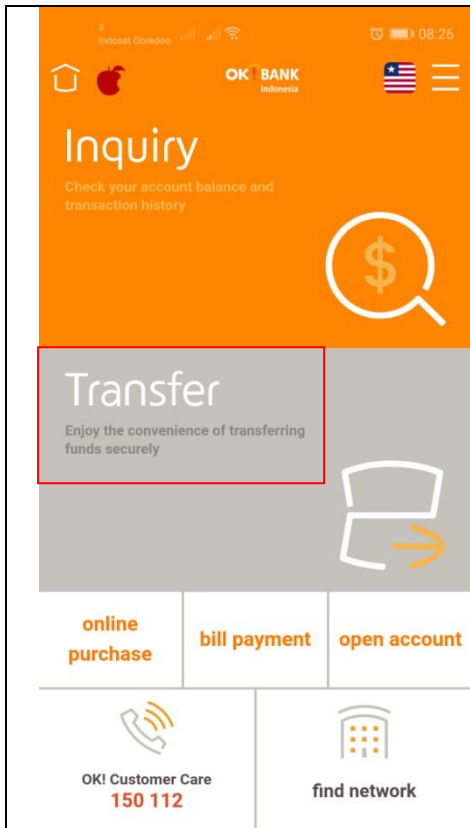 3
Indosat Ooredoo
08:26
OK! BANK
Indonesia
Inquiry
Check your account balance and
transaction history
$
Transfer
Enjoy the convenience of transferring
funds securely
online
purchase
bill payment
open account
OK! Customer Care
150 112
find network